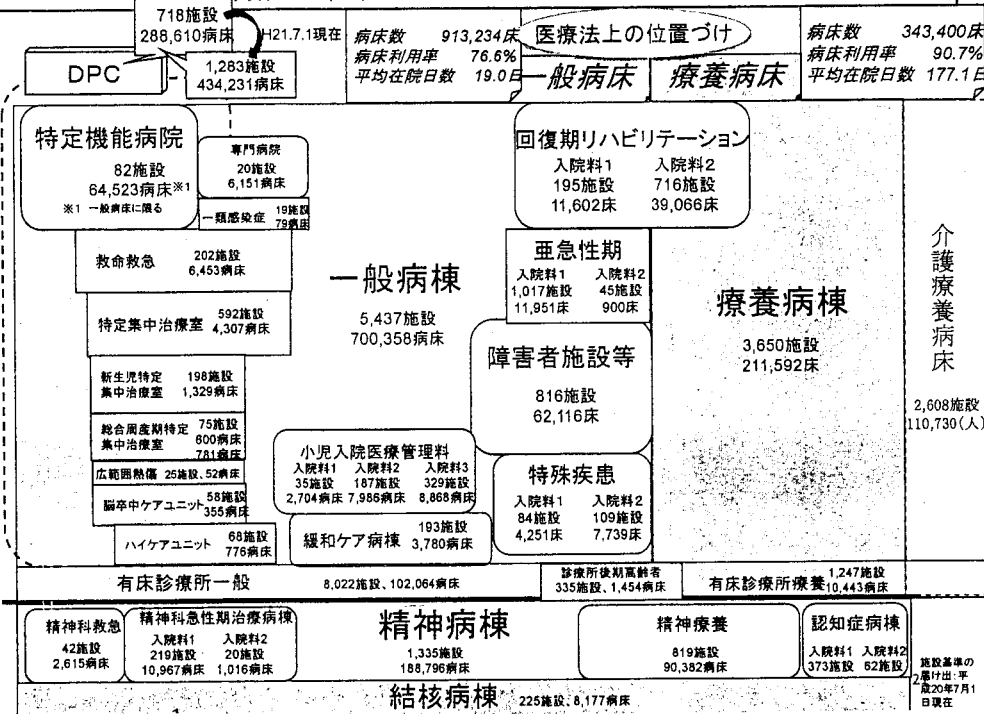 718施設
288,610病床
H21.7.1現在
1,283施設
434,231病床
DPC
病床数 913,234床
病床利用率 76.6%
平均在院日数 19.0日
医療法上の位置づけ
一般病床 療養病床
病床数 343,400床
病床利用率 90.7%
平均在院日数 177.1日
特定機能病院
82施設
64,523病床※1
※1 一般病床に限る
専門病院
20施設
6,151病床
一類感染症 19施設
79病床
救命救急 202施設
6,453病床
特定集中治療室 592施設
4,307病床
新生児特定
集中治療室
198施設
1,329病床
総合周産期特定
集中治療室
75施設
600病床
781病床
広範囲熱傷 25施設、52病床
脳卒中ケアユニット 58施設
355病床
ハイケアユニット 68施設
776病床
一般病棟
5,437施設
700,358病床
小児入院医療管理料
入院料1 入院料2 入院料3
35施設 187施設 329施設
2,704病床 7,986病床 8,868病床
緩和ケア病棟 193施設
3,780病床
回復期リハビリテーション
入院料1 入院料2
195施設 716施設
11,602床 39,066床
亜急性期
入院料1 入院料2
1,017施設 45施設
11,951床 900床
障害者施設等
816施設
62,116床
特殊疾患
入院料1 入院料2
84施設 109施設
4,251床 7,739床
療養病棟
3,650施設
211,592床
介護療養病床
2,608施設
110,730(人)
有床診療所一般 8,022施設、102,064病床
診療所後期高齢者
335施設、1,454病床
有床診療所療養 1,247施設
10,443病床
精神科救急
42施設
2,615病床
精神科急性期治療病棟
入院料1 入院料2
219施設 20施設
10,967病床 1,016病床
精神病棟
1,335施設
188,796病床
精神療養
819施設
90,382病床
認知症病棟
入院料1 入院料2
373施設 62施設
結核病棟 225施設、8,177病床
施設基準の
届け出:平
成20年7月1
日現在
2